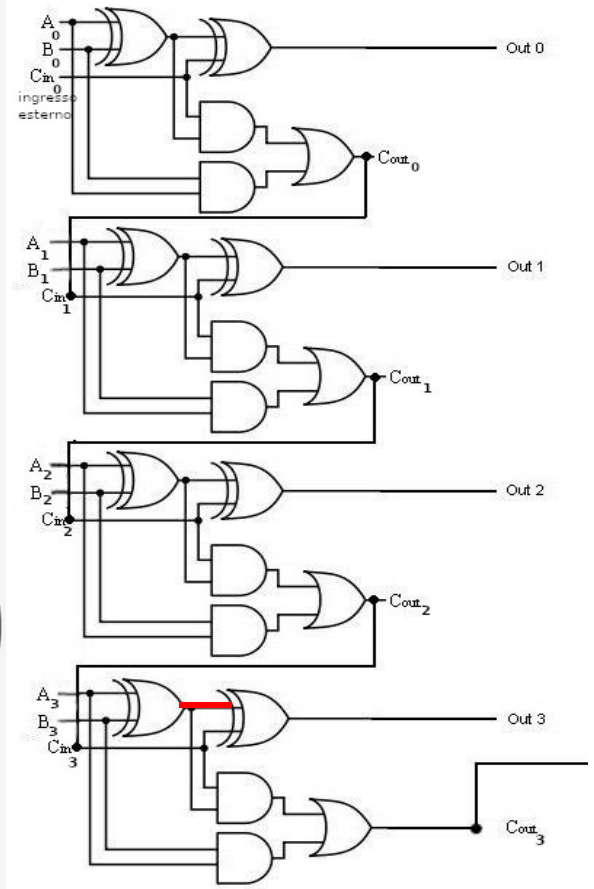 A0
B0
Out 0
Cin0
ingresso
esterno
Cout0
A1
B1
Out 1
Cin1
Cout1
A2
B2
Out 2
Cin2
Cout2
A3
B3
Out 3
Cin3
Cout3